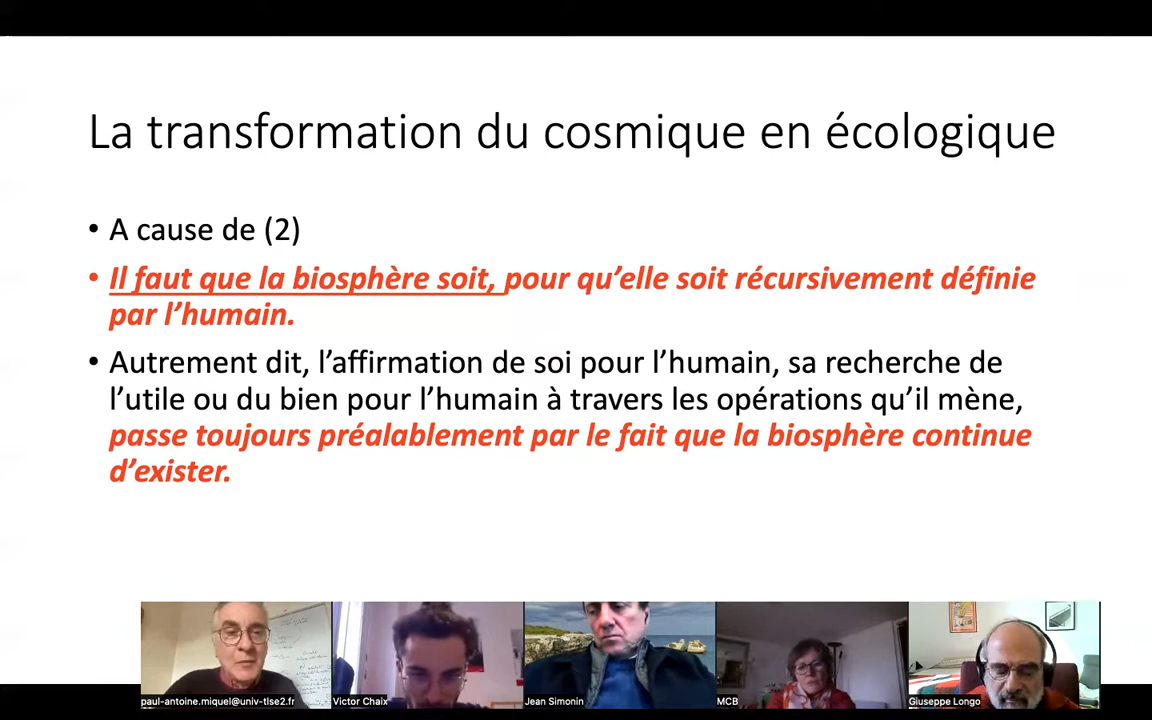 La transformation du cosmique en écologique
• A cause de (2)
• Il faut que la biosphère soit, pour qu’elle soit récursivement définie
par l’humain.
• Autrement dit, l’affirmation de soi pour l’humain, sa recherche de
l’utile ou du bien pour l’humain à travers les opérations qu’il mène,
passe toujours préalablement par le fait que la biosphère continue
d’exister.
paul-antoine.miquel@univ-tlse2.fr
Victor Chaix
Jean Simonin
MCB
Giuseppe Longo